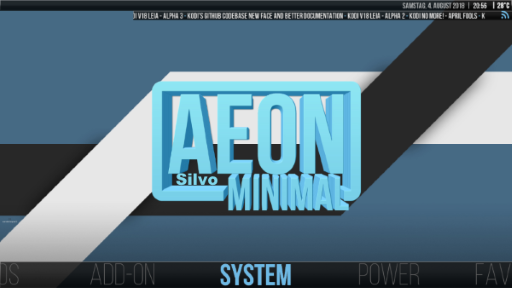 SAMSTAG, 4. AUGUST 2018 | 20:56 | 28°C
DI V18 LEIA - ALPHA 3 - KODI'S GITHUB CODEBASE NEW FACE AND BETTER DOCUMENTATION - KODI V18 LEIA - ALPHA 2 - KODI NO MORE! - APRIL FOOLS - K
AEON
Silvo MINIMAL
DS ADD-ON SYSTEM POWER FAV